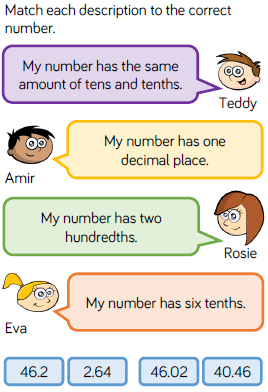 Match each description to the correct
number.
My number has the same
amount of tens and tenths.
Teddy
My number has one
decimal place.
Amir
My number has two
hundredths.
Rosie
My number has six tenths.
Eva
46.2 2.64 46.02 40.46